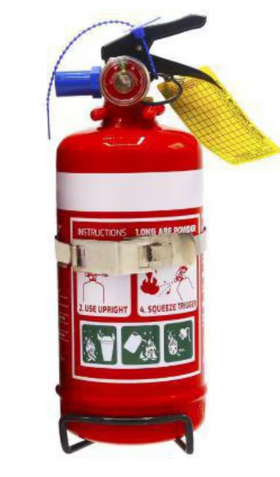 INSTRUCTIONS 1.0KG ABE POWDER
2. USE UPRIGHT 4. SQUEEZE TRIGGER